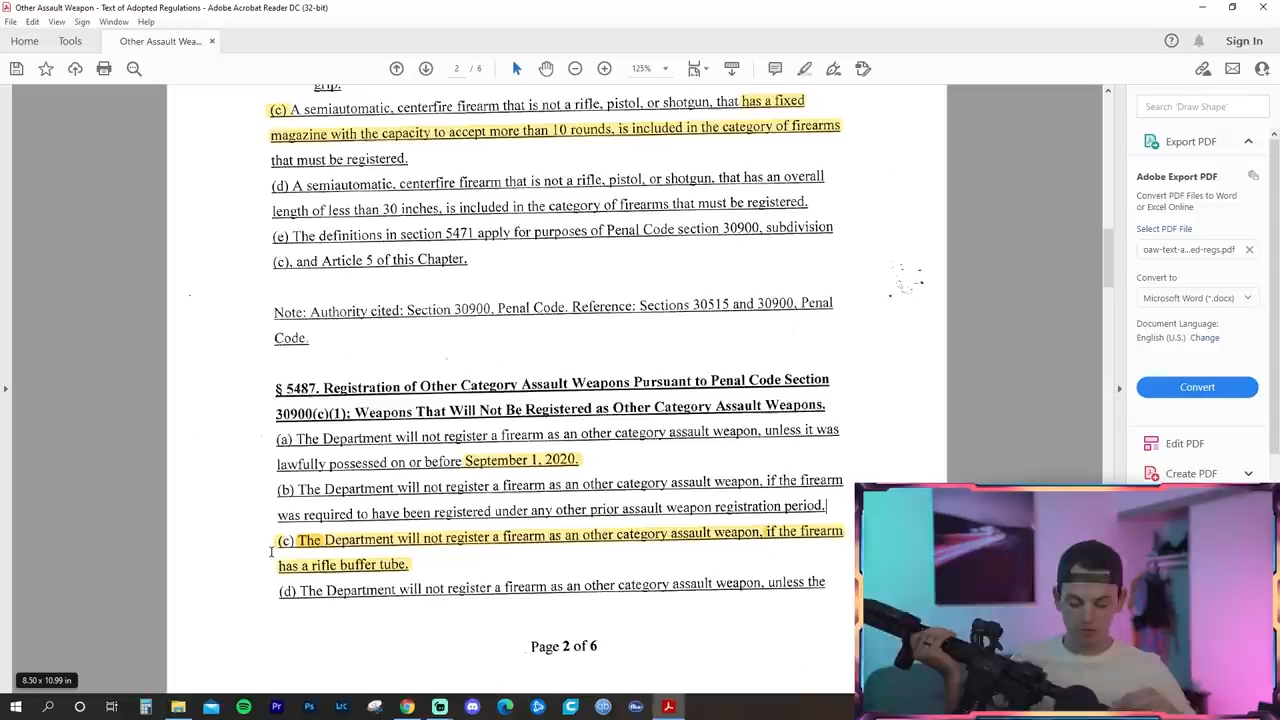 Other Assault Weapon - Text of Adopted Regulations - Adobe Acrobat Reader DC (32-bit)
File Edit View Sign Window Help
Home Tools Other Assault Wea... Sign In
2 / 6 125%
grip.
(c) A semiautomatic, centerfire firearm that is not a rifle, pistol, or shotgun, that has a fixed
magazine with the capacity to accept more than 10 rounds, is included in the category of firearms
that must be registered.
(d) A semiautomatic, centerfire firearm that is not a rifle, pistol, or shotgun, that has an overall
length of less than 30 inches, is included in the category of firearms that must be registered.
(e) The definitions in section 5471 apply for purposes of Penal Code section 30900, subdivision
(c), and Article 5 of this Chapter.
Note: Authority cited: Section 30900, Penal Code. Reference: Sections 30515 and 30900, Penal
Code.
§ 5487. Registration of Other Category Assault Weapons Pursuant to Penal Code Section
30900(c)(1); Weapons That Will Not Be Registered as Other Category Assault Weapons.
(a) The Department will not register a firearm as an other category assault weapon, unless it was
lawfully possessed on or before September 1, 2020.
(b) The Department will not register a firearm as an other category assault weapon, if the firearm
was required to have been registered under any other prior assault weapon registration period.
(c) The Department will not register a firearm as an other category assault weapon, if the firearm
has a rifle buffer tube.
(d) The Department will not register a firearm as an other category assault weapon, unless the
Page 2 of 6
8.50 x 10.99 in
Search 'Draw Shape'
Export PDF
Adobe Export PDF
Convert PDF Files to Word
or Excel Online
Select PDF File
oaw-text-a...ed-regs.pdf
Convert to
Microsoft Word (*.docx)
Document Language:
English (U.S.) Change
Convert
Edit PDF
Create PDF
Pr Ps Lrc